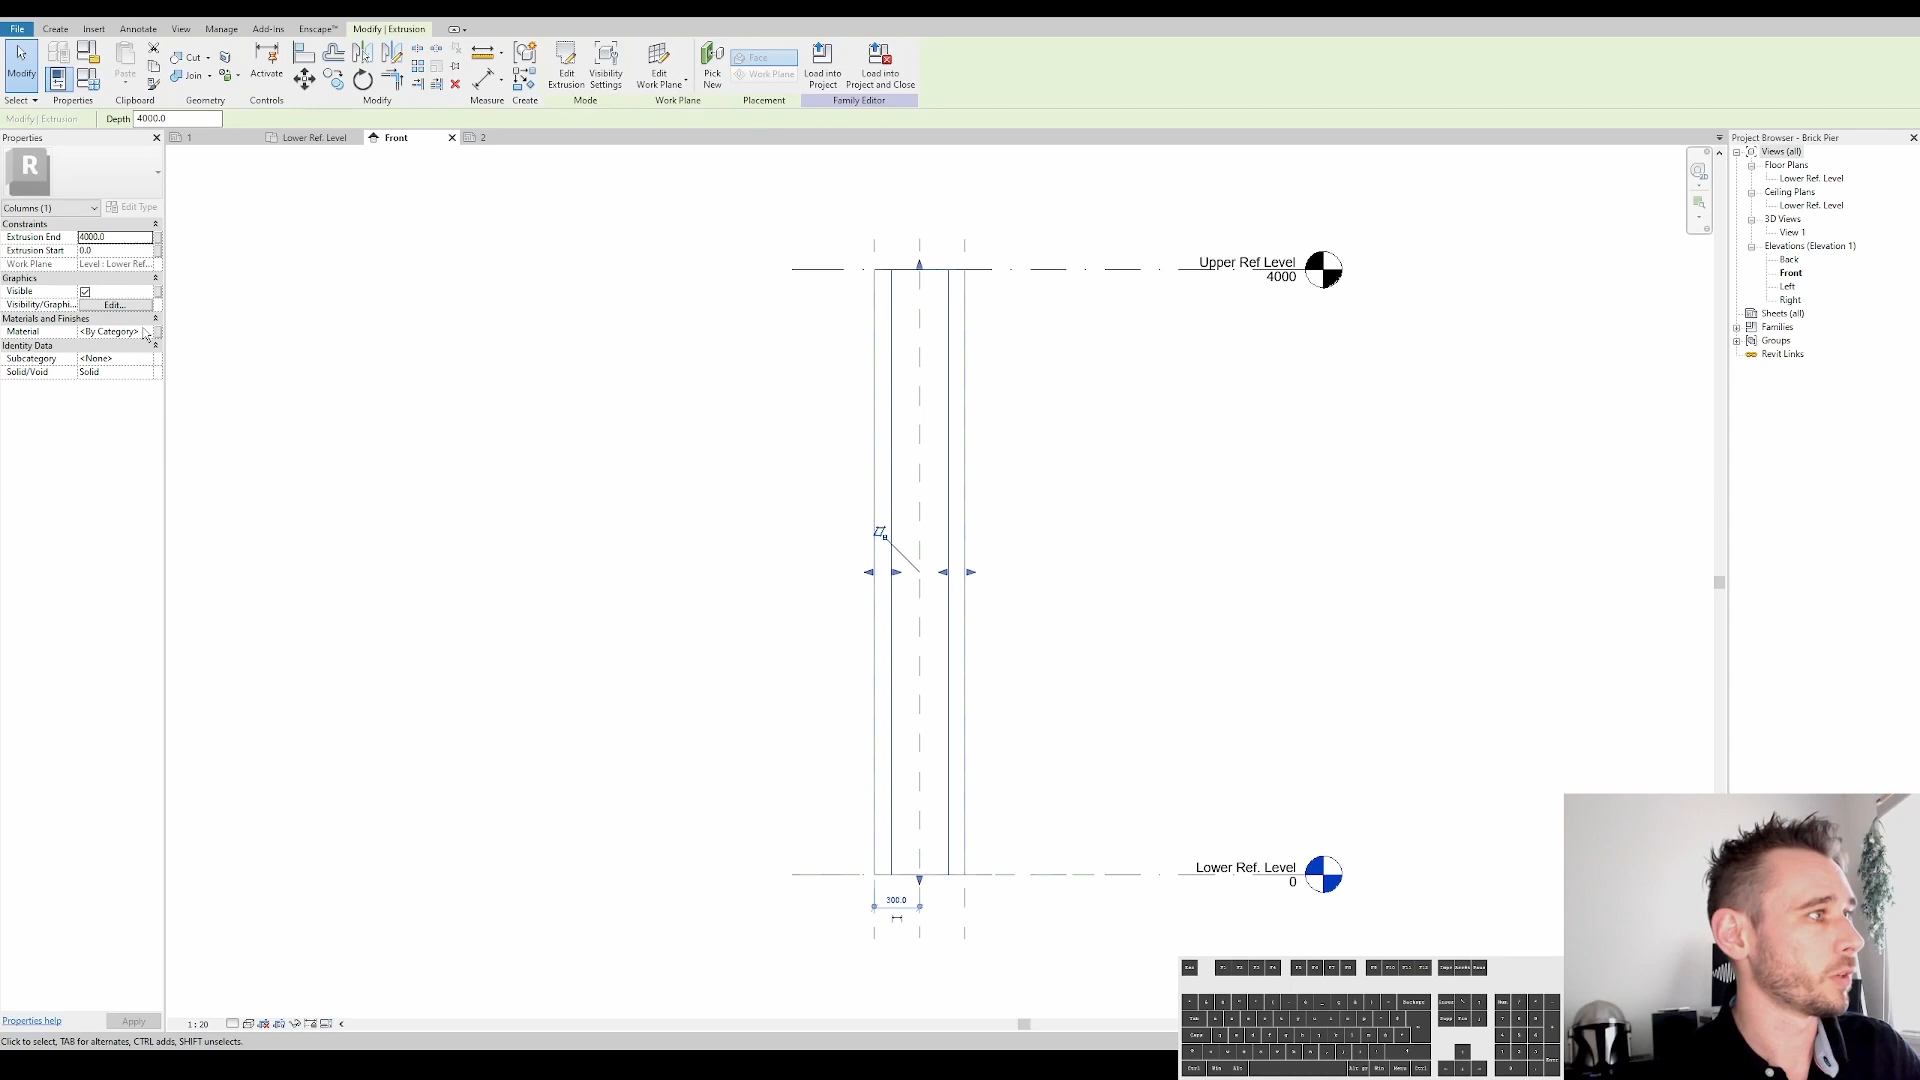 File Create Insert Annotate View Manage Add-Ins Enscape™ Modify | Extrusion
Modify
Paste
Cut
Join
Activate
Edit Extrusion
Visibility Settings
Edit Work Plane
Pick New
Face
Work Plane
Load into Project
Load into Project and Close
Select Properties Clipboard Geometry Controls Modify Measure Create Mode Work Plane Placement Family Editor
Modify | Extrusion Depth 4000.0
Properties
1
Lower Ref. Level
Front
2
R
Columns (1) Edit Type
Constraints
Extrusion End 4000.0
Extrusion Start 0.0
Work Plane Level : Lower Ref...
Graphics
Visible
Visibility/Graphi... Edit...
Materials and Finishes
Material <By Category>
Identity Data
Subcategory <None>
Solid/Void Solid
Upper Ref Level
4000
Lower Ref. Level
0
300.0
Project Browser - Brick Pier
Views (all)
Floor Plans
Lower Ref. Level
Ceiling Plans
Lower Ref. Level
3D Views
View 1
Elevations (Elevation 1)
Back
Front
Left
Right
Sheets (all)
Families
Groups
Revit Links
Properties help Apply
1 : 20
Click to select, TAB for alternates, CTRL adds, SHIFT unselects.